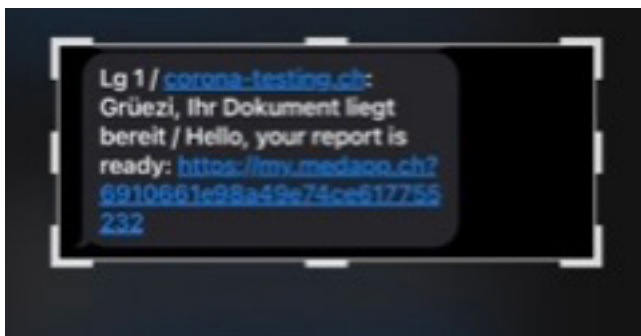 Lg 1 / corona-testing.ch:
Grüezi, Ihr Dokument liegt
bereit / Hello, your report is
ready: https://my.medapp.ch?
6910661e98a49e74ce617755
232